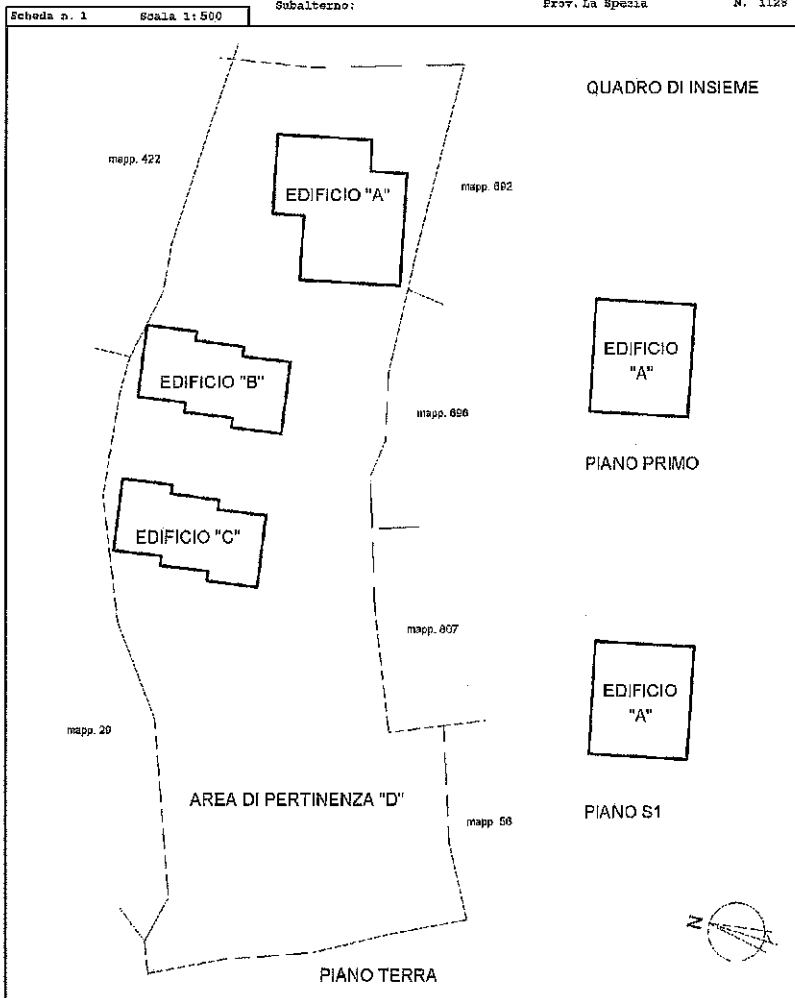 Subalterno:
Prov. La Spezia
N. 1128
Scheda n. 1
Scala 1:500
QUADRO DI INSIEME
mapp. 422
EDIFICIO "A"
mapp. 692
EDIFICIO "A"
EDIFICIO "B"
mapp. 696
PIANO PRIMO
EDIFICIO "C"
mapp. 807
EDIFICIO "A"
mapp. 29
AREA DI PERTINENZA "D"
mapp 56
PIANO S1
N
PIANO TERRA